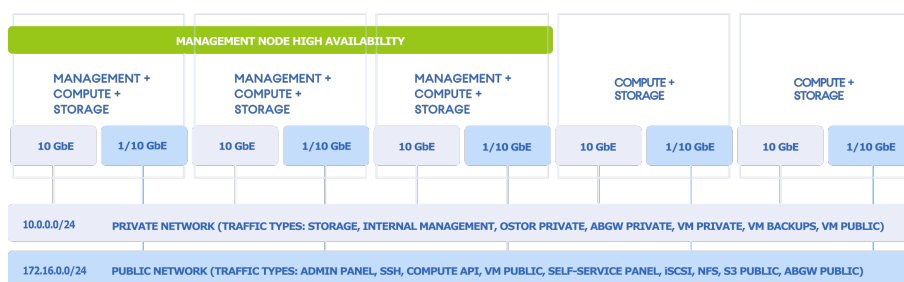 MANAGEMENT NODE HIGH AVAILABILITY
MANAGEMENT +
COMPUTE +
STORAGE
MANAGEMENT +
COMPUTE +
STORAGE
MANAGEMENT +
COMPUTE +
STORAGE
COMPUTE +
STORAGE
COMPUTE +
STORAGE
10 GbE
1/10 GbE
10 GbE
1/10 GbE
10 GbE
1/10 GbE
10 GbE
1/10 GbE
10 GbE
1/10 GbE
10.0.0.0/24 PRIVATE NETWORK (TRAFFIC TYPES: STORAGE, INTERNAL MANAGEMENT, OSTOR PRIVATE, ABGW PRIVATE, VM PRIVATE, VM BACKUPS, VM PUBLIC)
172.16.0.0/24 PUBLIC NETWORK (TRAFFIC TYPES: ADMIN PANEL, SSH, COMPUTE API, VM PUBLIC, SELF-SERVICE PANEL, iSCSI, NFS, S3 PUBLIC, ABGW PUBLIC)